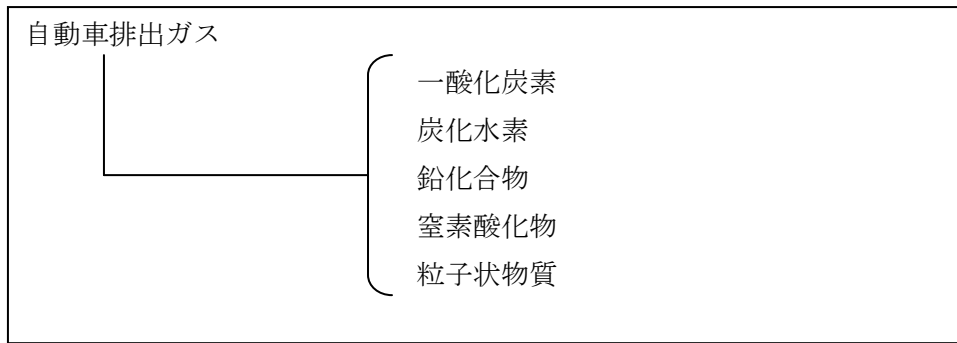 自動車排出ガス
一酸化炭素
炭化水素
鉛化合物
窒素酸化物
粒子状物質